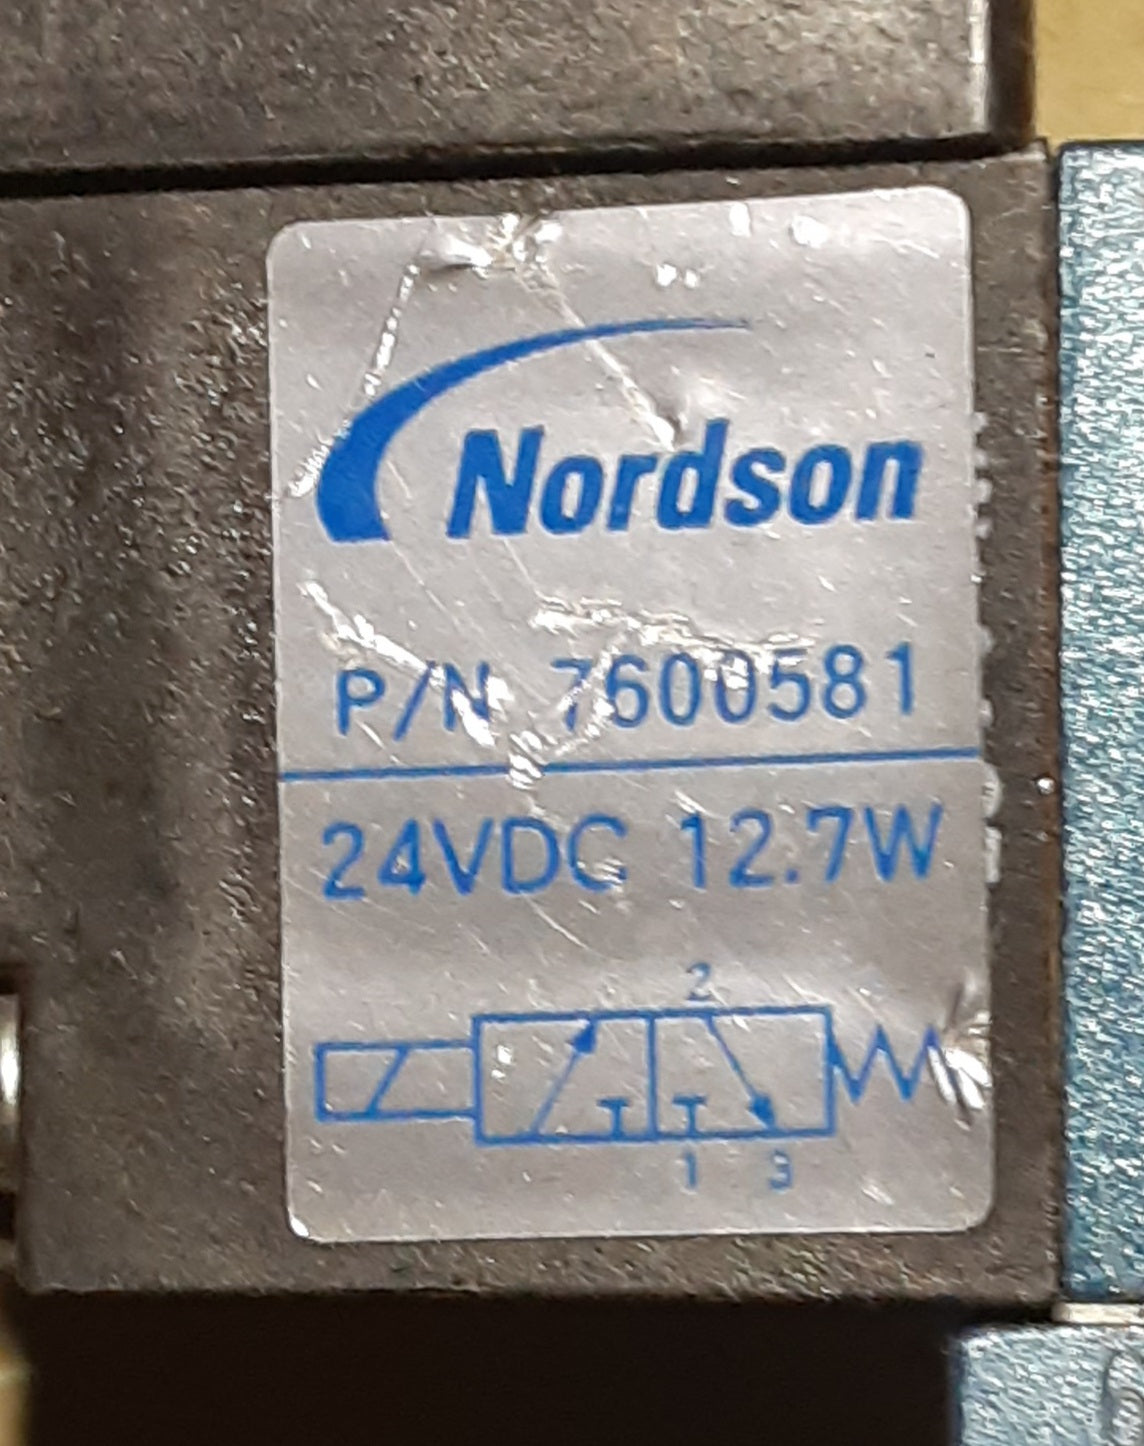 Nordson
P/N 7600581
24VDC 12.7W
2
1 3